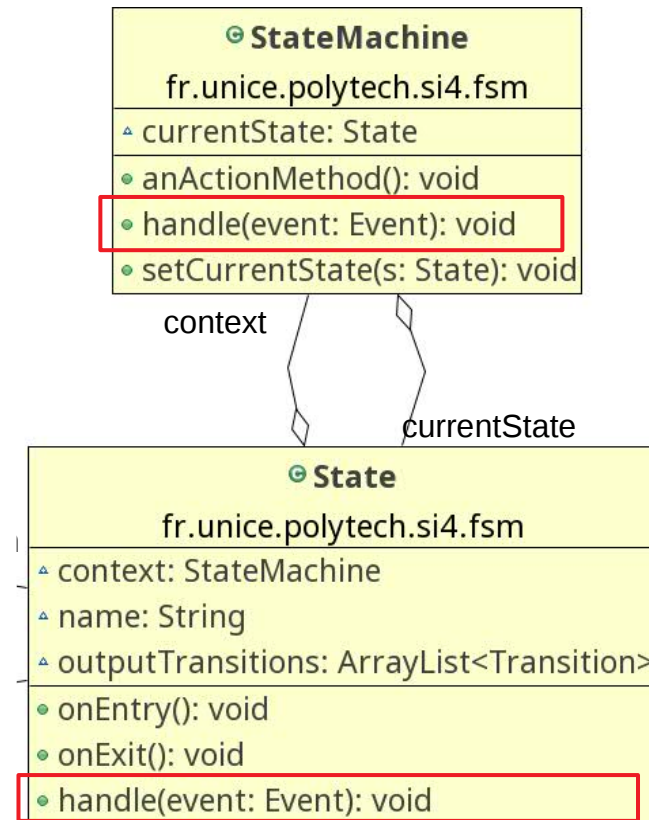 StateMachine
fr.unice.polytech.si4.fsm
currentState: State
anActionMethod(): void
handle(event: Event): void
setCurrentState(s: State): void
context
currentState
State
fr.unice.polytech.si4.fsm
context: StateMachine
name: String
outputTransitions: ArrayList<Transition>
onEntry(): void
onExit(): void
handle(event: Event): void